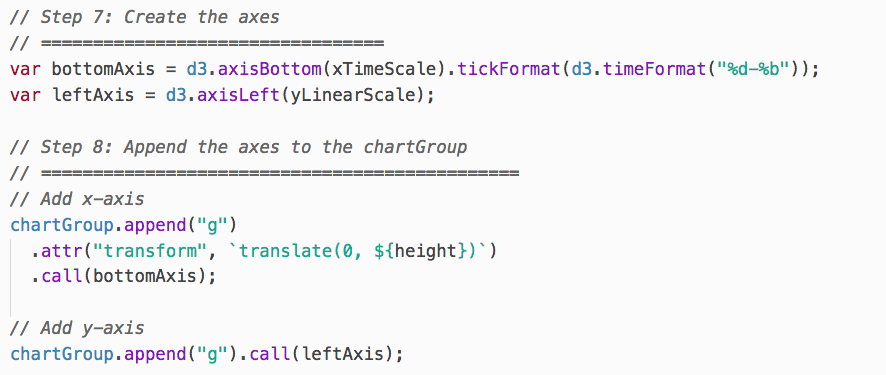 // Step 7: Create the axes
// =================================
var bottomAxis = d3.axisBottom(xTimeScale).tickFormat(d3.timeFormat("%d-%b"));
var leftAxis = d3.axisLeft(yLinearScale);
// Step 8: Append the axes to the chartGroup
// ==============================================
// Add x-axis
chartGroup.append("g")
  .attr("transform", `translate(0, ${height})`)
  .call(bottomAxis);
// Add y-axis
chartGroup.append("g").call(leftAxis);